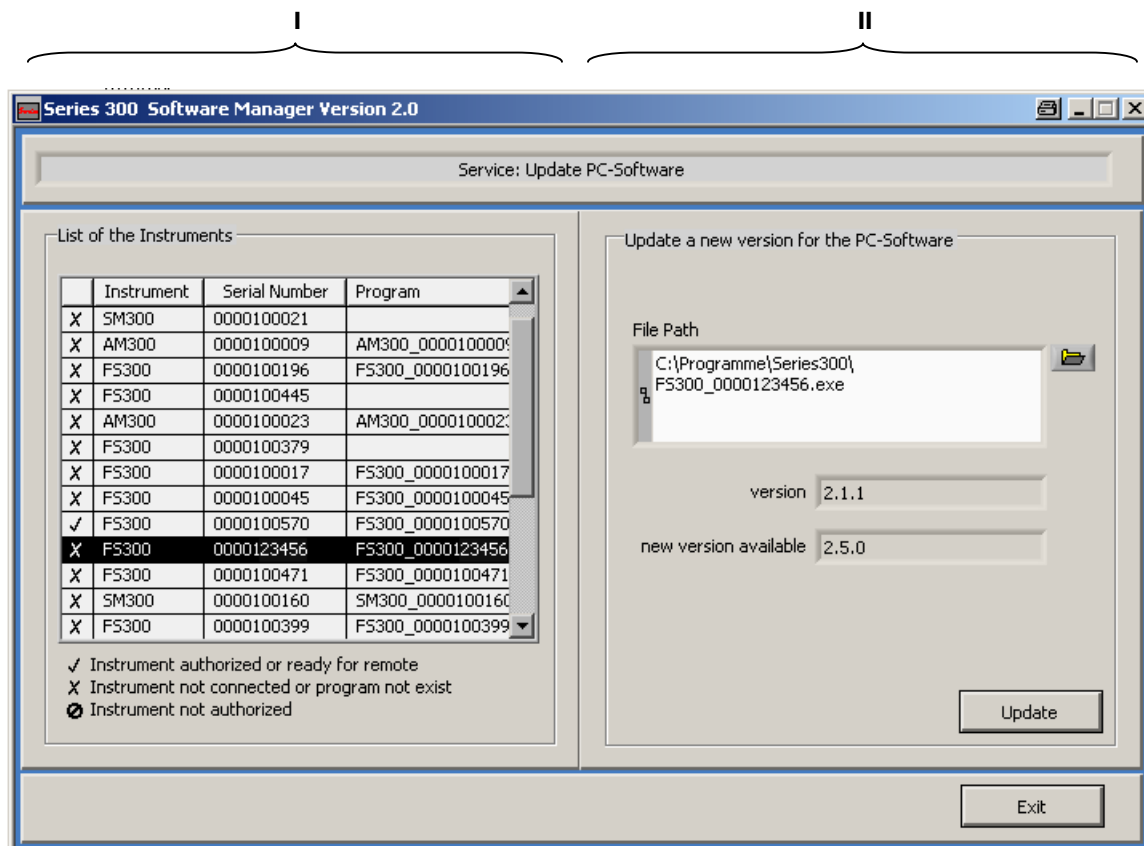 I II
Series 300 Software Manager Version 2.0
Service: Update PC-Software
List of the Instruments
Instrument Serial Number Program
X SM300 0000100021
X AM300 0000100009 AM300_0000100009
X FS300 0000100196 FS300_0000100196
X FS300 0000100445
X AM300 0000100023 AM300_0000100023
X FS300 0000100379
X FS300 0000100017 FS300_0000100017
X FS300 0000100045 FS300_0000100045
✓ FS300 0000100570 FS300_0000100570
X FS300 0000123456 FS300_0000123456
X FS300 0000100471 FS300_0000100471
X SM300 0000100160 SM300_0000100160
X FS300 0000100399 FS300_0000100399
✓ Instrument authorized or ready for remote
X Instrument not connected or program not exist
Instrument not authorized
Update a new version for the PC-Software
File Path
C:\Programme\Series300\
FS300_0000123456.exe
version 2.1.1
new version available 2.5.0
Update
Exit